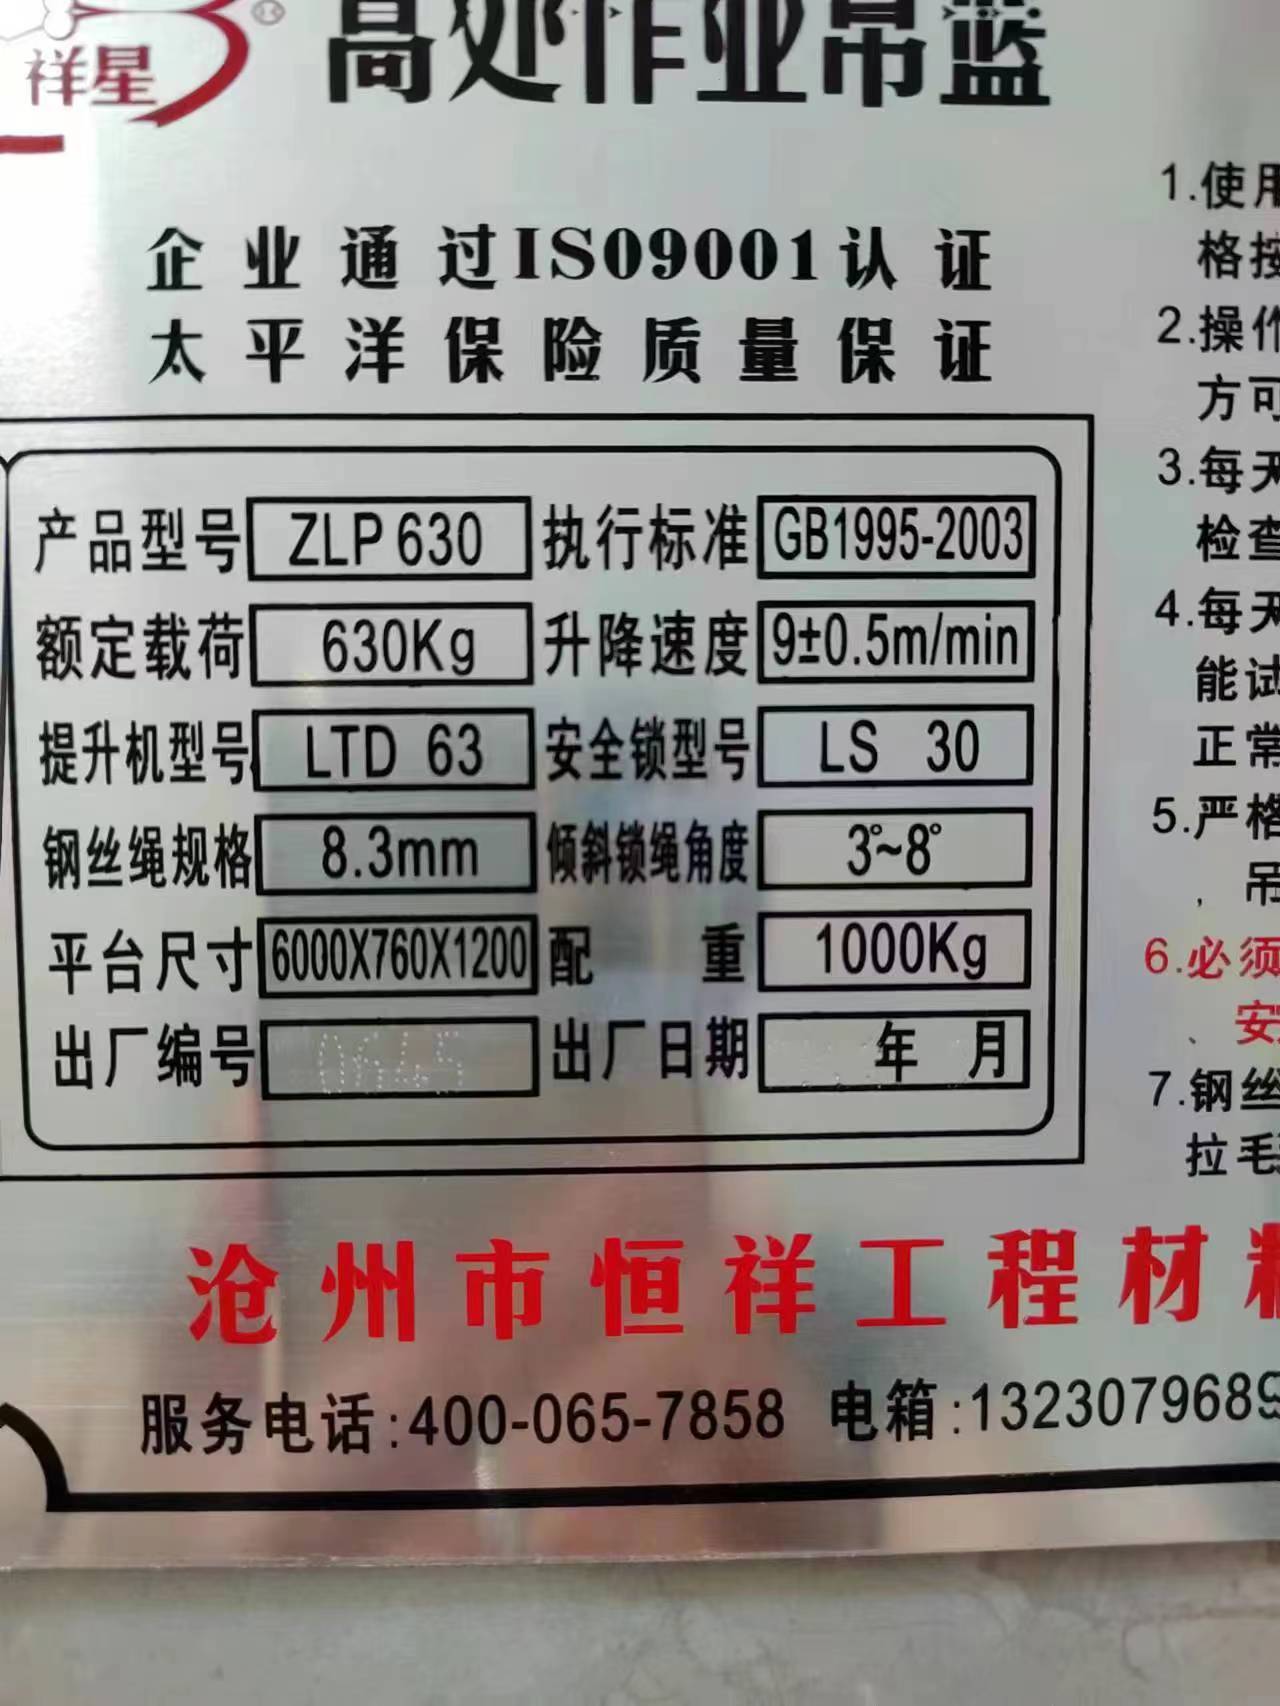 祥星
高处作业吊篮
企业通过ISO9001认证
太平洋保险质量保证
产品型号 ZLP 630 执行标准 GB1995-2003
额定载荷 630Kg 升降速度 9±0.5m/min
提升机型号 LTD 63 安全锁型号 LS 30
钢丝绳规格 8.3mm 倾斜锁绳角度 3°~8°
平台尺寸 6000X760X1200 配重 1000Kg
出厂编号 0645 出厂日期 年 月
1.使用
格按
2.操作
方可
3.每天
检查
4.每天
能试
正常
5.严格
、吊
6.必须
、安
7.钢丝
拉毛
沧州市恒祥工程材料
服务电话:400-065-7858 电箱:1323079689